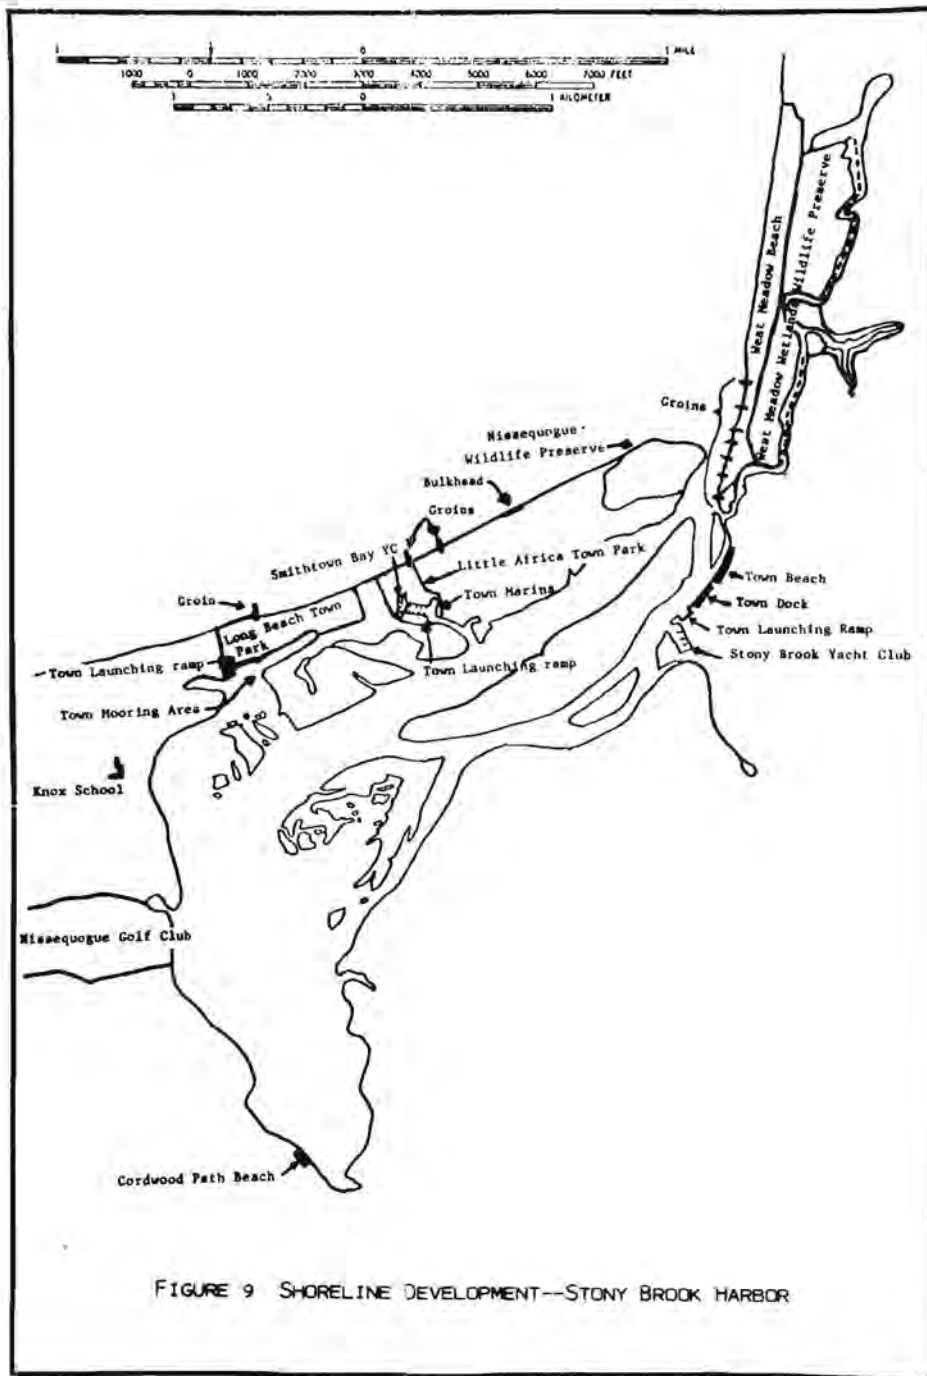 1 0 1 MILE
1000 0 1000 2000 3000 4000 5000 6000 7000 FEET
1 0 1 KILOMETER
West Meadow Beach
West Meadow Wetlands Wildlife Preserve
Groins
Nissequogue
Wildlife Preserve
Bulkhead
Groins
Smithtown Bay YC
Little Africa Town Park
Town Marina
Town Beach
Groin
Town Dock
Long Beach Town
Park
Town Launching Ramp
Town Launching ramp
Town Launching ramp
Stony Brook Yacht Club
Town Mooring Area
Knox School
Nissequogue Golf Club
Cordwood Path Beach
FIGURE 9 SHORELINE DEVELOPMENT--STONY BROOK HARBOR